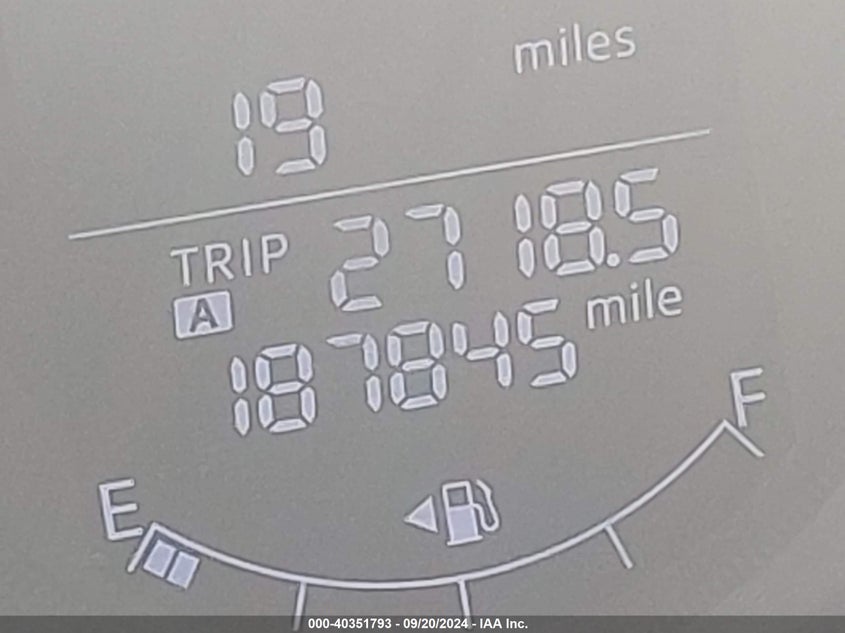 miles
19
TRIP 2718.5
A
187845 mile
E F
000-40351793 - 09/20/2024 - IAA Inc.